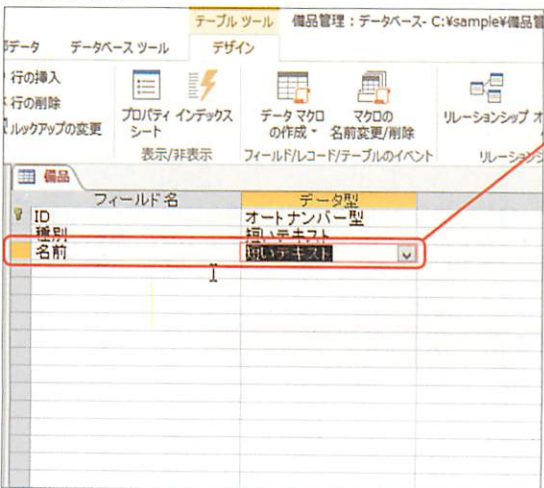 テーブル ツール 備品管理：データベース- C:¥sample¥備品管
部データ データベース ツール デザイン
行の挿入
行の削除
ルックアップの変更
プロパティ シート
インデックス
データ マクロ の作成
マクロの 名前変更/削除
リレーションシップ オ
表示/非表示 フィールド/レコード/テーブルのイベント リレーションシ
備品
フィールド名 データ型
ID オートナンバー型
種別 短いテキスト
名前 短いテキスト